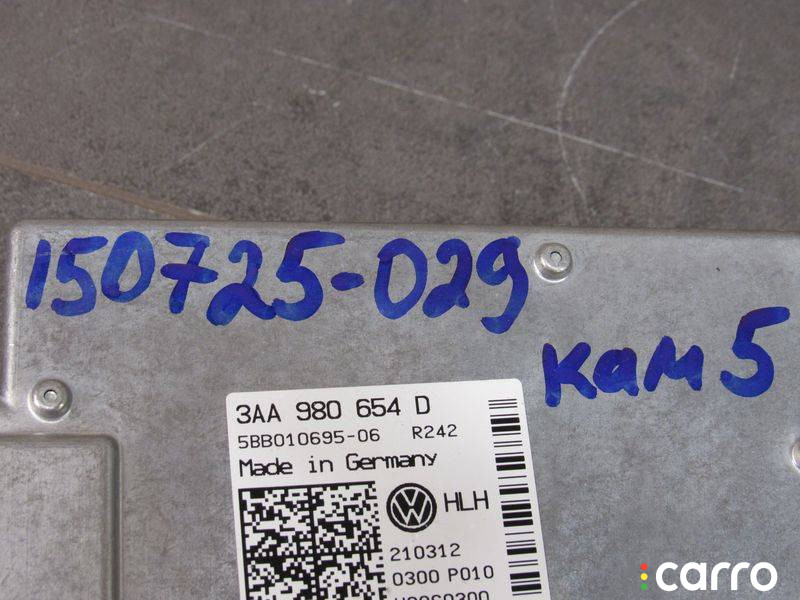 150725-029
кам 5
3AA 980 654 D
5BB010695-06 R242
Made in Germany
HLH
210312
0300 P010
carro